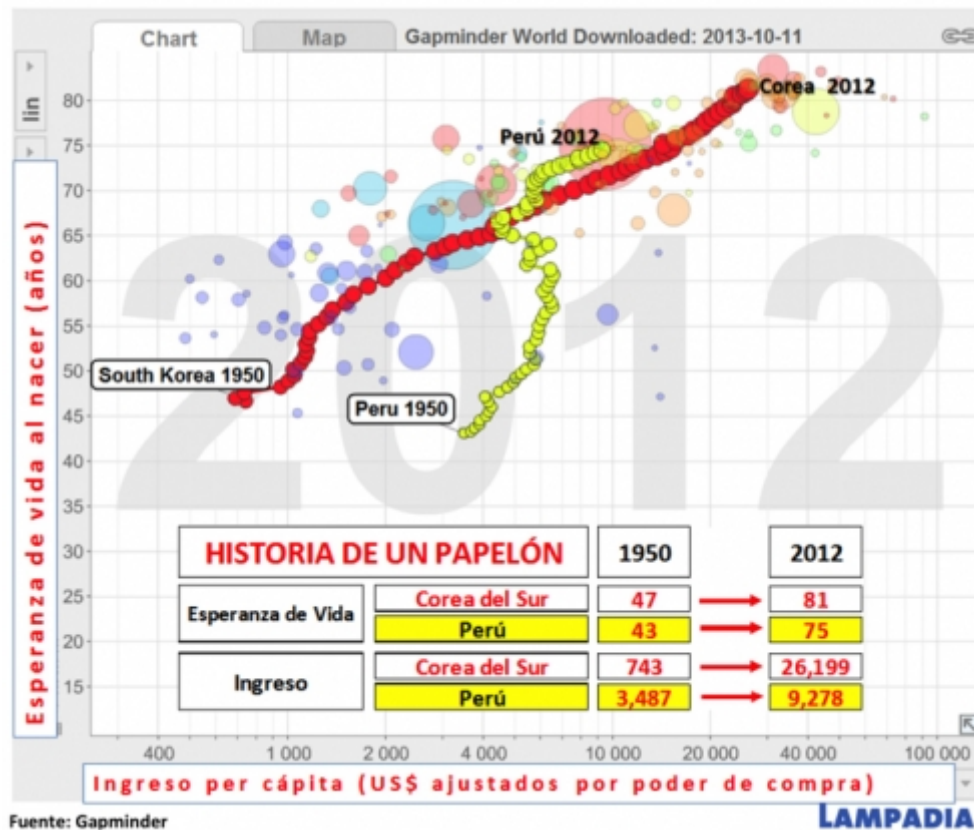 Chart
Map
Gapminder World Downloaded: 2013-10-11
lin
Esperanza de vida al nacer (años)
80
75
70
65
60
55
50
45
40
35
30
25
20
15
2012
Corea 2012
Perú 2012
South Korea 1950
Peru 1950
HISTORIA DE UN PAPELÓN 1950 2012
Esperanza de Vida
Corea del Sur 47 81
Perú 43 75
Ingreso
Corea del Sur 743 26,199
Perú 3,487 9,278
400 1 000 2 000 4 000 10 000 20 000 40 000 100 000
Ingreso per cápita (US$ ajustados por poder de compra)
Fuente: Gapminder
LAMPADIA